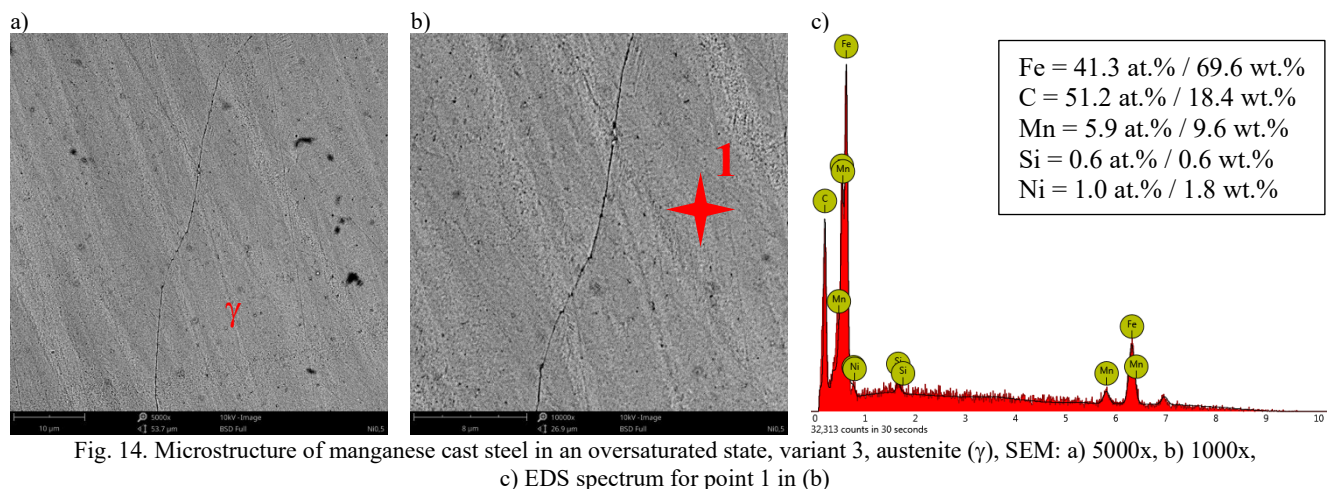 a)
b)
c)
γ
10 μm
5000x
53.7 μm
10kV - Image
BSD Full
Ni0,5
1
8 μm
10000x
26.9 μm
10kV - Image
BSD Full
Ni0,5
Fe
C
Mn
Mn
Ni
Si
Si
Mn
Fe
Mn
0 1 2 3 4 5 6 7 8 9 10
32,313 counts in 30 seconds
Fe = 41.3 at.% / 69.6 wt.%
C = 51.2 at.% / 18.4 wt.%
Mn = 5.9 at.% / 9.6 wt.%
Si = 0.6 at.% / 0.6 wt.%
Ni = 1.0 at.% / 1.8 wt.%
Fig. 14. Microstructure of manganese cast steel in an oversaturated state, variant 3, austenite (γ), SEM: a) 5000x, b) 1000x,
c) EDS spectrum for point 1 in (b)